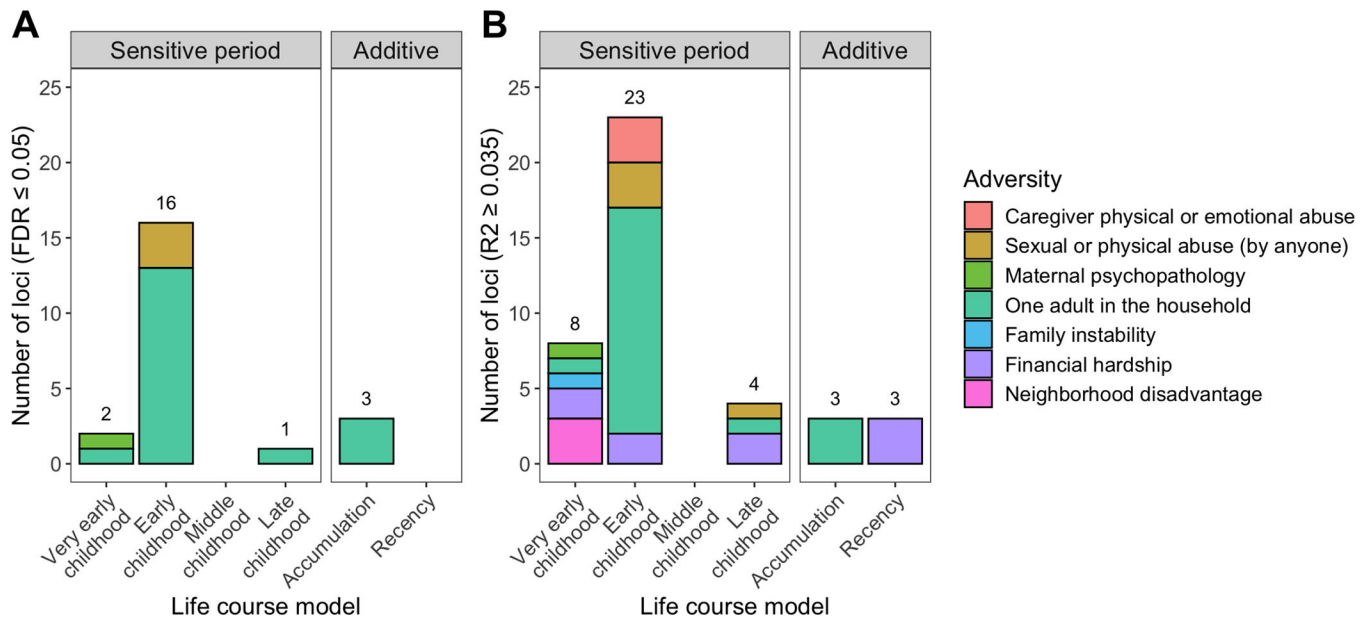 A
Sensitive period
Additive
Number of loci (FDR ≤ 0.05)
25
20
15
10
5
0
2
16
1
3
Very early
childhood
Early
childhood
Middle
childhood
Late
childhood
Accumulation
Recency
Life course model
B
Sensitive period
Additive
Number of loci (R2 ≥ 0.035)
25
20
15
10
5
0
8
23
4
3
3
Very early
childhood
Early
childhood
Middle
childhood
Late
childhood
Accumulation
Recency
Life course model
Adversity
Caregiver physical or emotional abuse
Sexual or physical abuse (by anyone)
Maternal psychopathology
One adult in the household
Family instability
Financial hardship
Neighborhood disadvantage